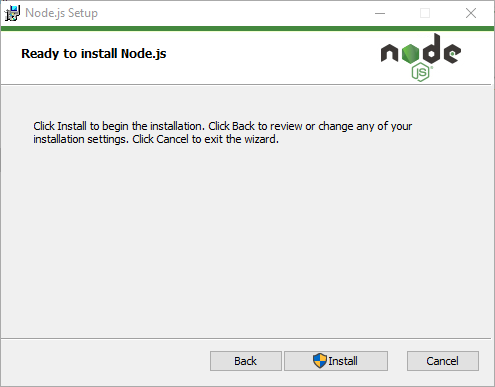 Node.js Setup
Ready to install Node.js
node
JS
Click Install to begin the installation. Click Back to review or change any of your
installation settings. Click Cancel to exit the wizard.
Back
Install
Cancel